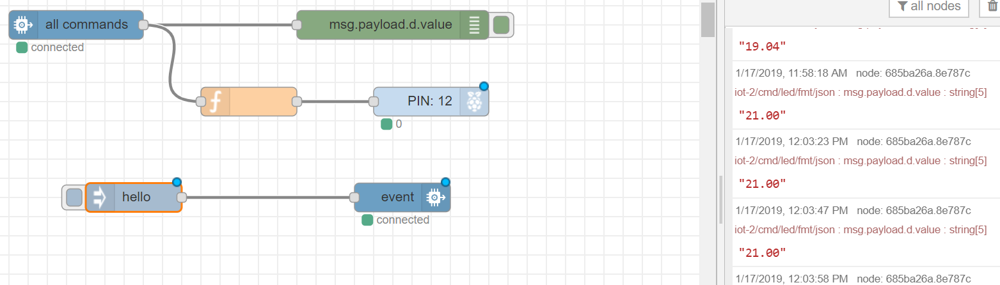 all commands
connected
msg.payload.d.value
PIN: 12
0
hello
event
connected
all nodes
"19.04"
1/17/2019, 11:58:18 AM node: 685ba26a.8e787c
iot-2/cmd/led/fmt/json : msg.payload.d.value : string[5]
"21.00"
1/17/2019, 12:03:23 PM node: 685ba26a.8e787c
iot-2/cmd/led/fmt/json : msg.payload.d.value : string[5]
"21.00"
1/17/2019, 12:03:47 PM node: 685ba26a.8e787c
iot-2/cmd/led/fmt/json : msg.payload.d.value : string[5]
"21.00"
1/17/2019, 12:03:58 PM node: 685ba26a.8e787c